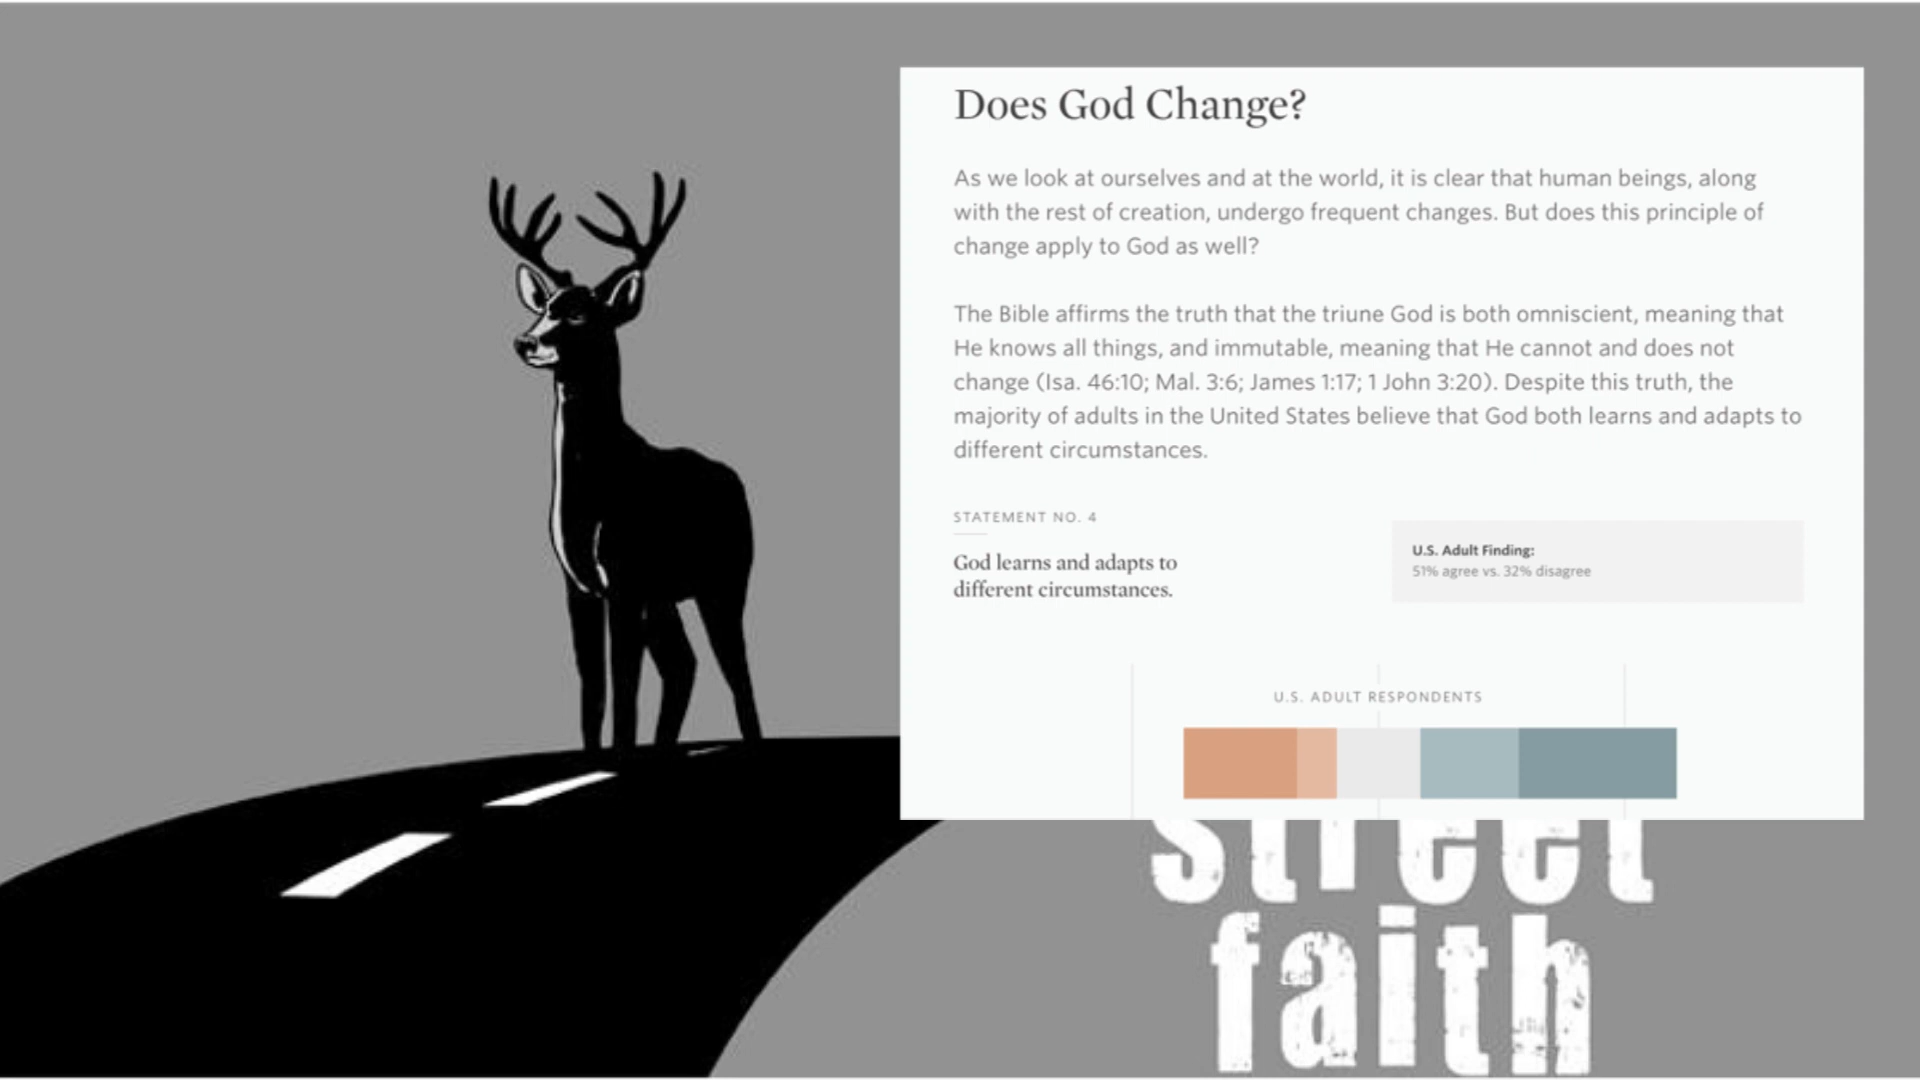 Does God Change?
As we look at ourselves and at the world, it is clear that human beings, along
with the rest of creation, undergo frequent changes. But does this principle of
change apply to God as well?
The Bible affirms the truth that the triune God is both omniscient, meaning that
He knows all things, and immutable, meaning that He cannot and does not
change (Isa. 46:10; Mal. 3:6; James 1:17; 1 John 3:20). Despite this truth, the
majority of adults in the United States believe that God both learns and adapts to
different circumstances.
STATEMENT NO. 4
God learns and adapts to
different circumstances.
U.S. Adult Finding:
51% agree vs. 32% disagree
U.S. ADULT RESPONDENTS
street
faith